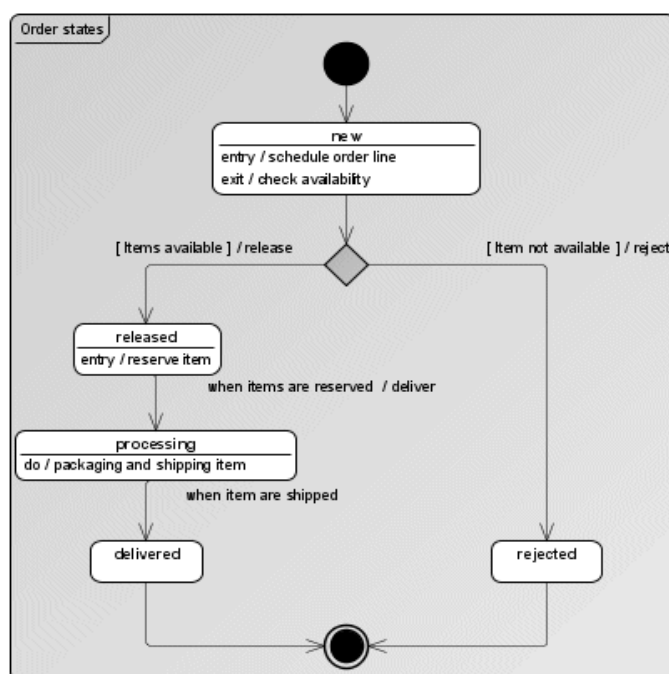 Order states
new
entry / schedule order line
exit / check availability
[ Items available ] / release
[ Item not available ] / reject
released
entry / reserve item
when items are reserved / deliver
processing
do / packaging and shipping item
when item are shipped
delivered
rejected